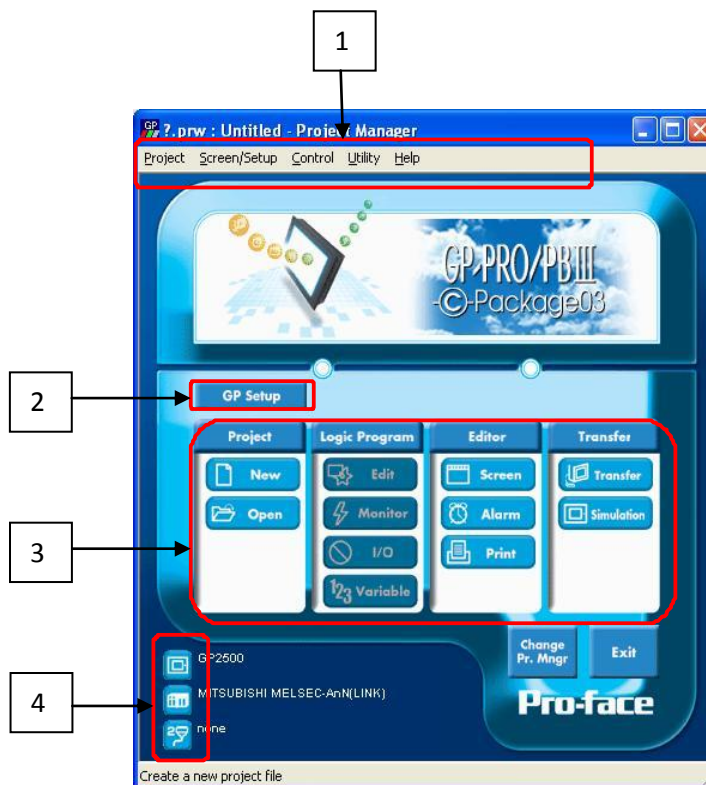 1
?.prw : Untitled - Project Manager
Project Screen/Setup Control Utility Help
GP-PRO/PBIII
-©-Package03
2
GP Setup
Project Logic Program Editor Transfer
New Edit Screen Transfer
Open Monitor Alarm Simulation
3
I/O Print
123 Variable
Change
Pr. Mngr
Exit
GP2500
4
MITSUBISHI MELSEC-AnN(LINK)
Pro-face
none
Create a new project file